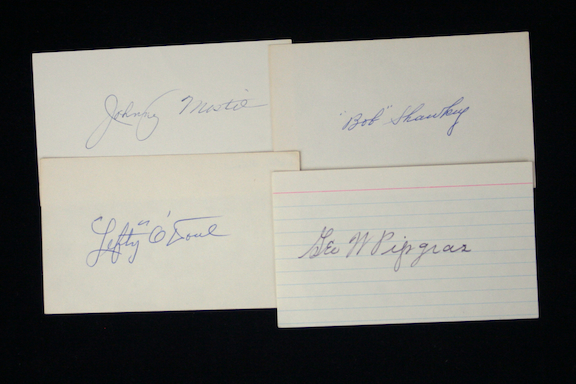 Johnny Mostil
"Bob" Shawkey
"Lefty" O'Doul
Geo W Pipgras